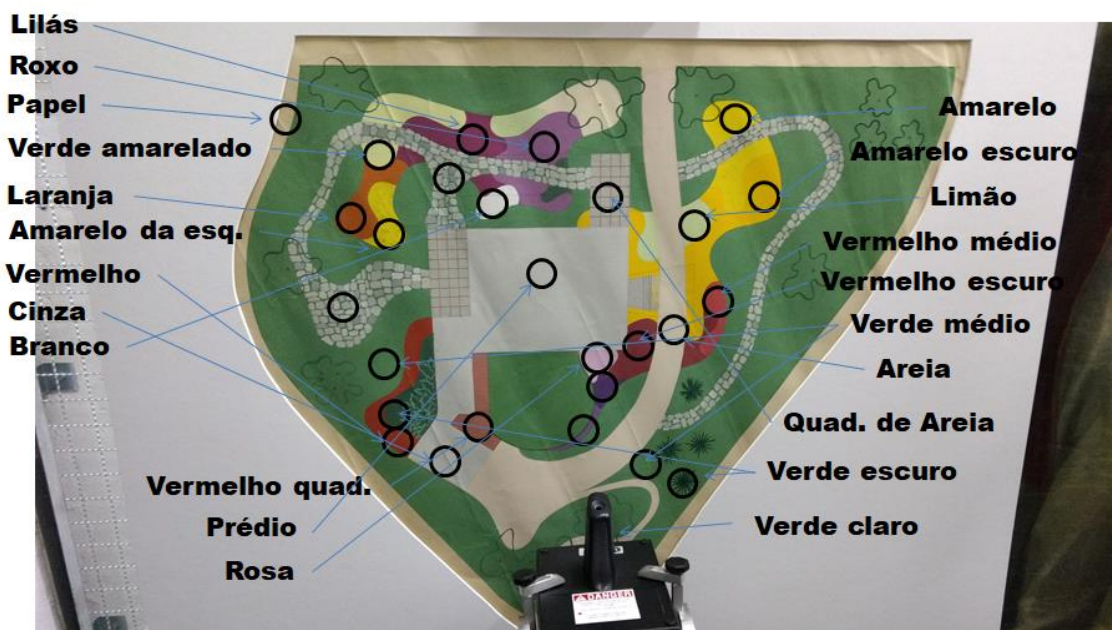 Lilás
Roxo
Papel
Verde amarelado
Laranja
Amarelo da esq.
Vermelho
Cinza
Branco
Vermelho quad.
Prédio
Rosa
Amarelo
Amarelo escuro
Limão
Vermelho médio
Vermelho escuro
Verde médio
Areia
Quad. de Areia
Verde escuro
Verde claro
DANGER